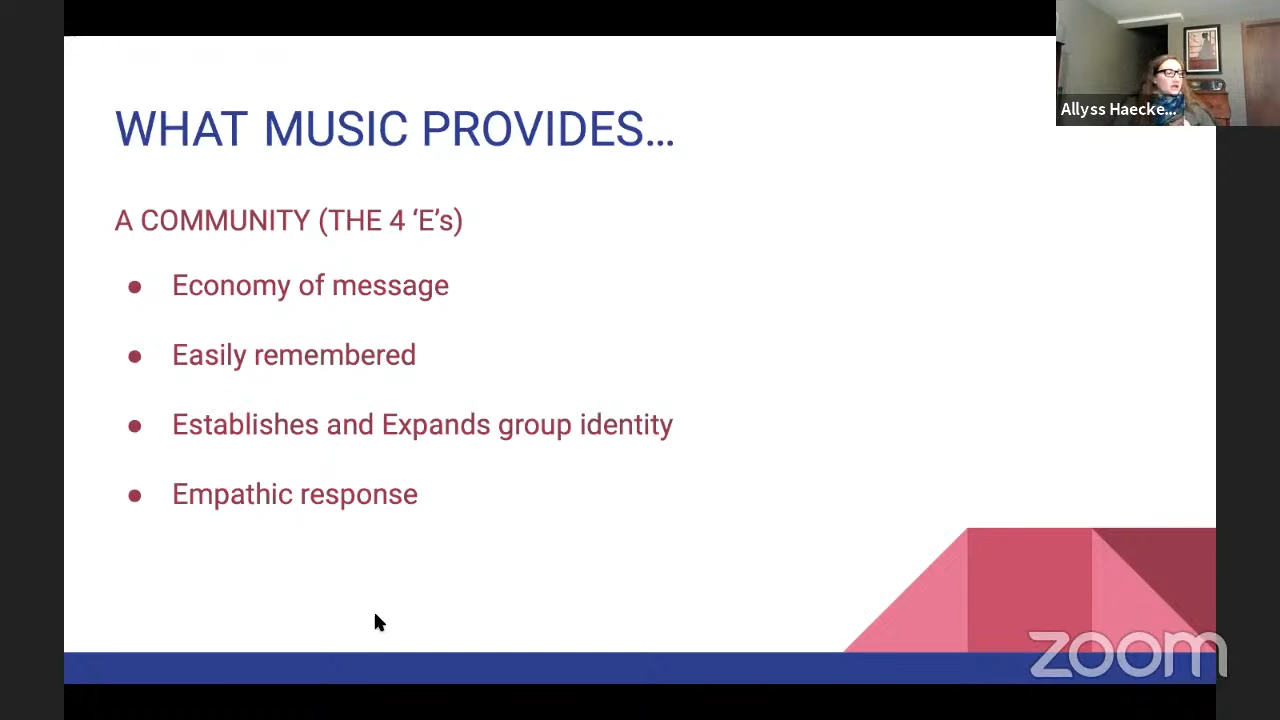 WHAT MUSIC PROVIDES...
A COMMUNITY (THE 4 ‘E’s)
● Economy of message
● Easily remembered
● Establishes and Expands group identity
● Empathic response
Allyss Haecke...
zoom